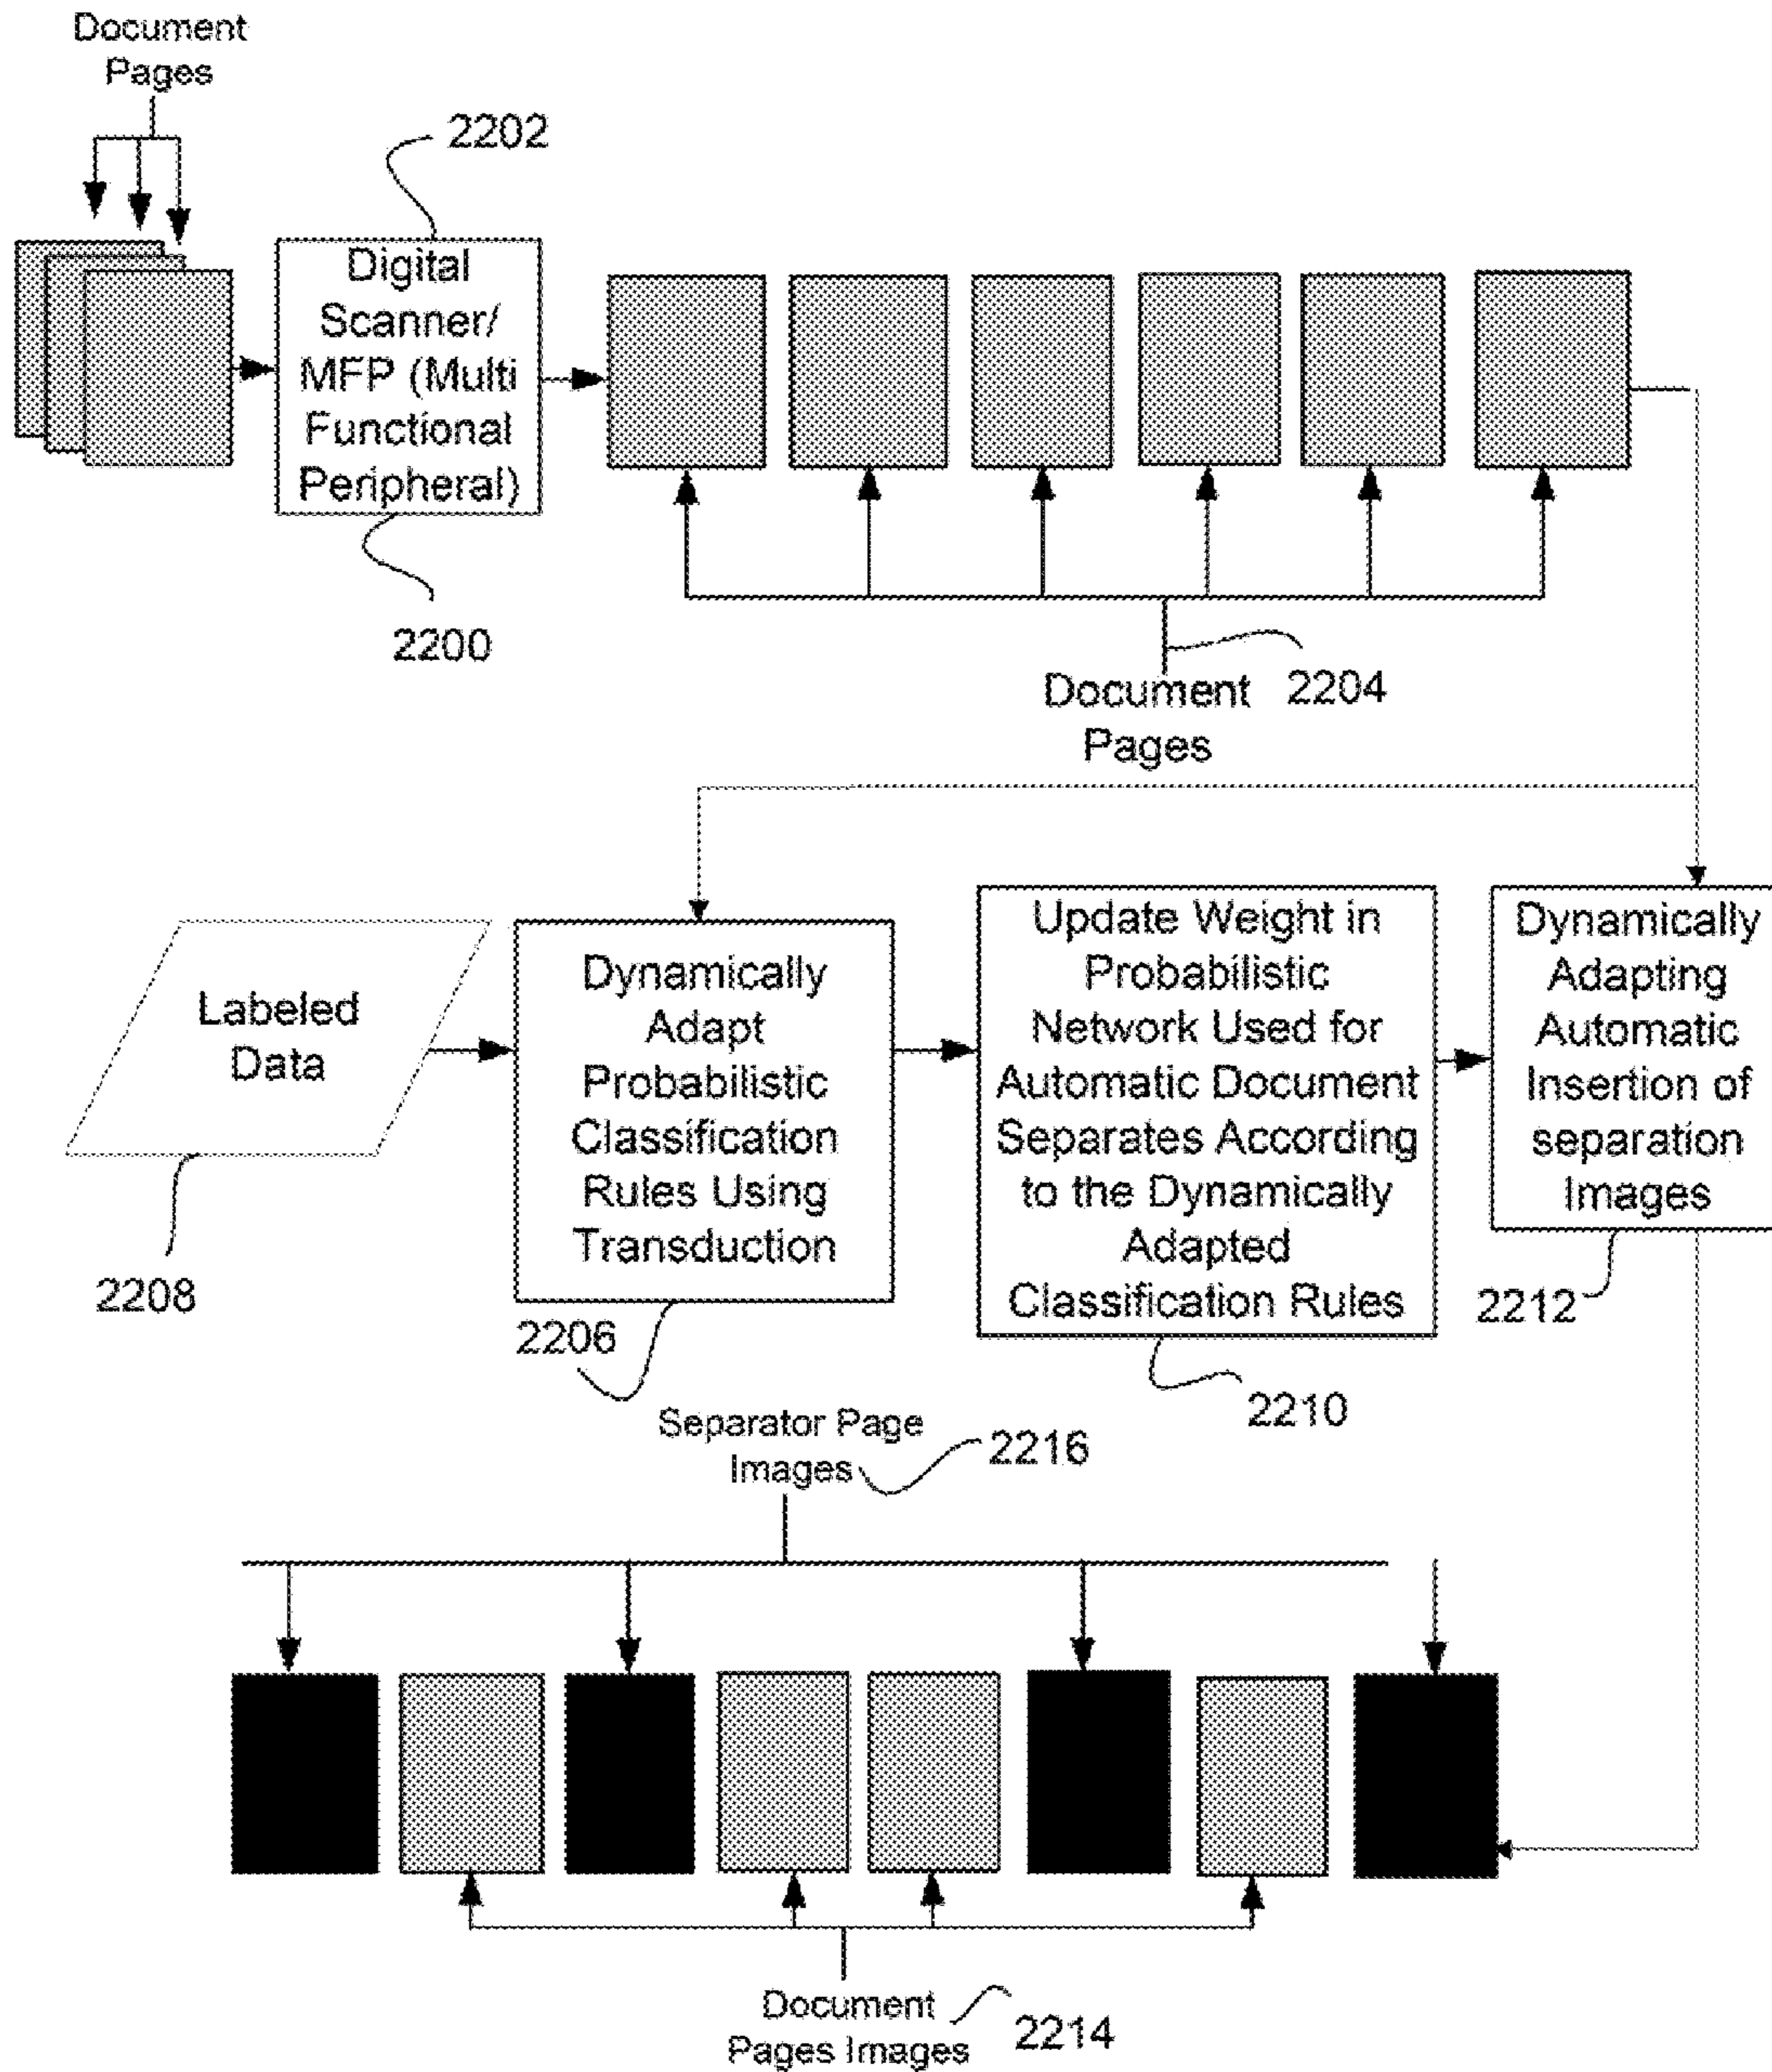 Document
Pages
2202
Digital
Scanner/
MFP (Multi
Functional
Peripheral)
2200
2204
Document
Pages
Labeled
Data
2208
Dynamically
Adapt
Probabilistic
Classification
Rules Using
Transduction
2206
Update Weight in
Probabilistic
Network Used for
Automatic Document
Separates According
to the Dynamically
Adapted
Classification Rules
2210
Dynamically
Adapting
Automatic
Insertion of
separation
Images
2212
Separator Page
Images
2216
Document
Pages Images
2214